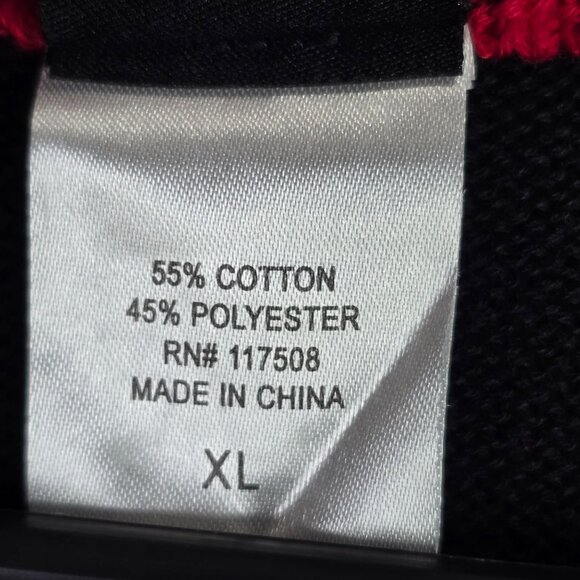 55% COTTON
45% POLYESTER
RN# 117508
MADE IN CHINA
XL